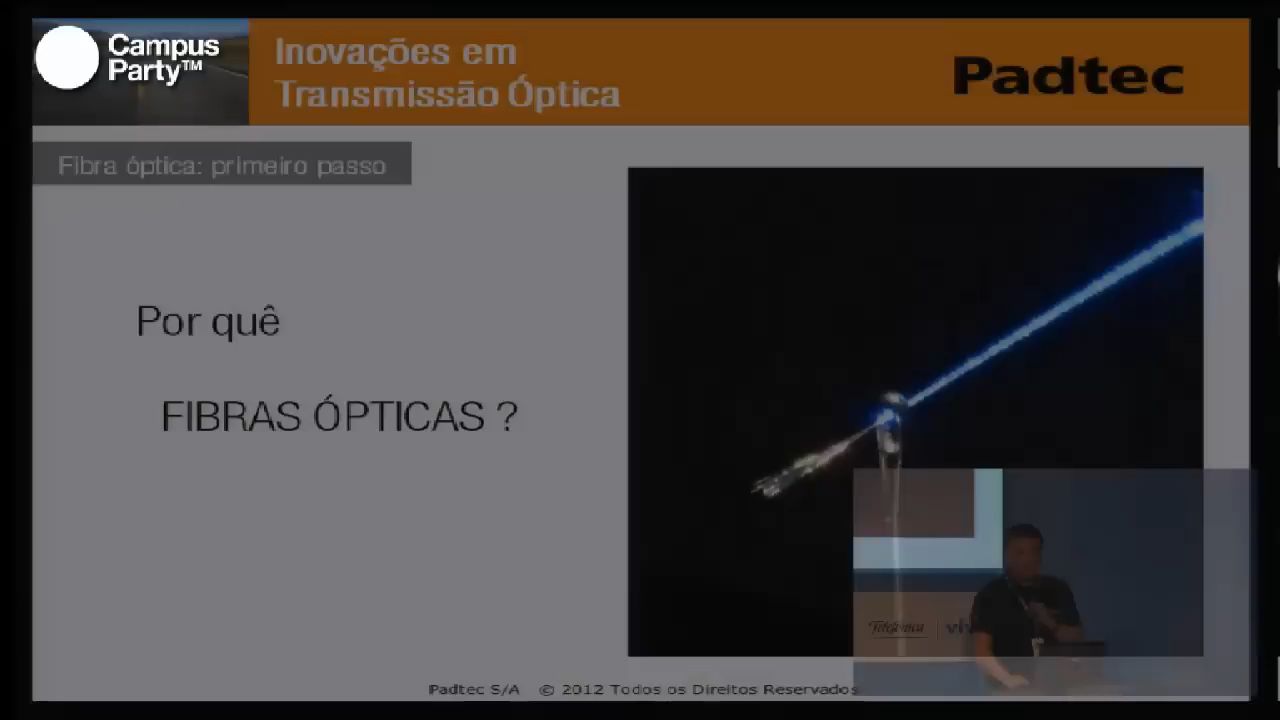 Campus
Party™
Inovações em
Transmissão Óptica
Padtec
Fibra óptica: primeiro passo
Por quê
FIBRAS ÓPTICAS ?
Telefonica
Padtec S/A © 2012 Todos os Direitos Reservados